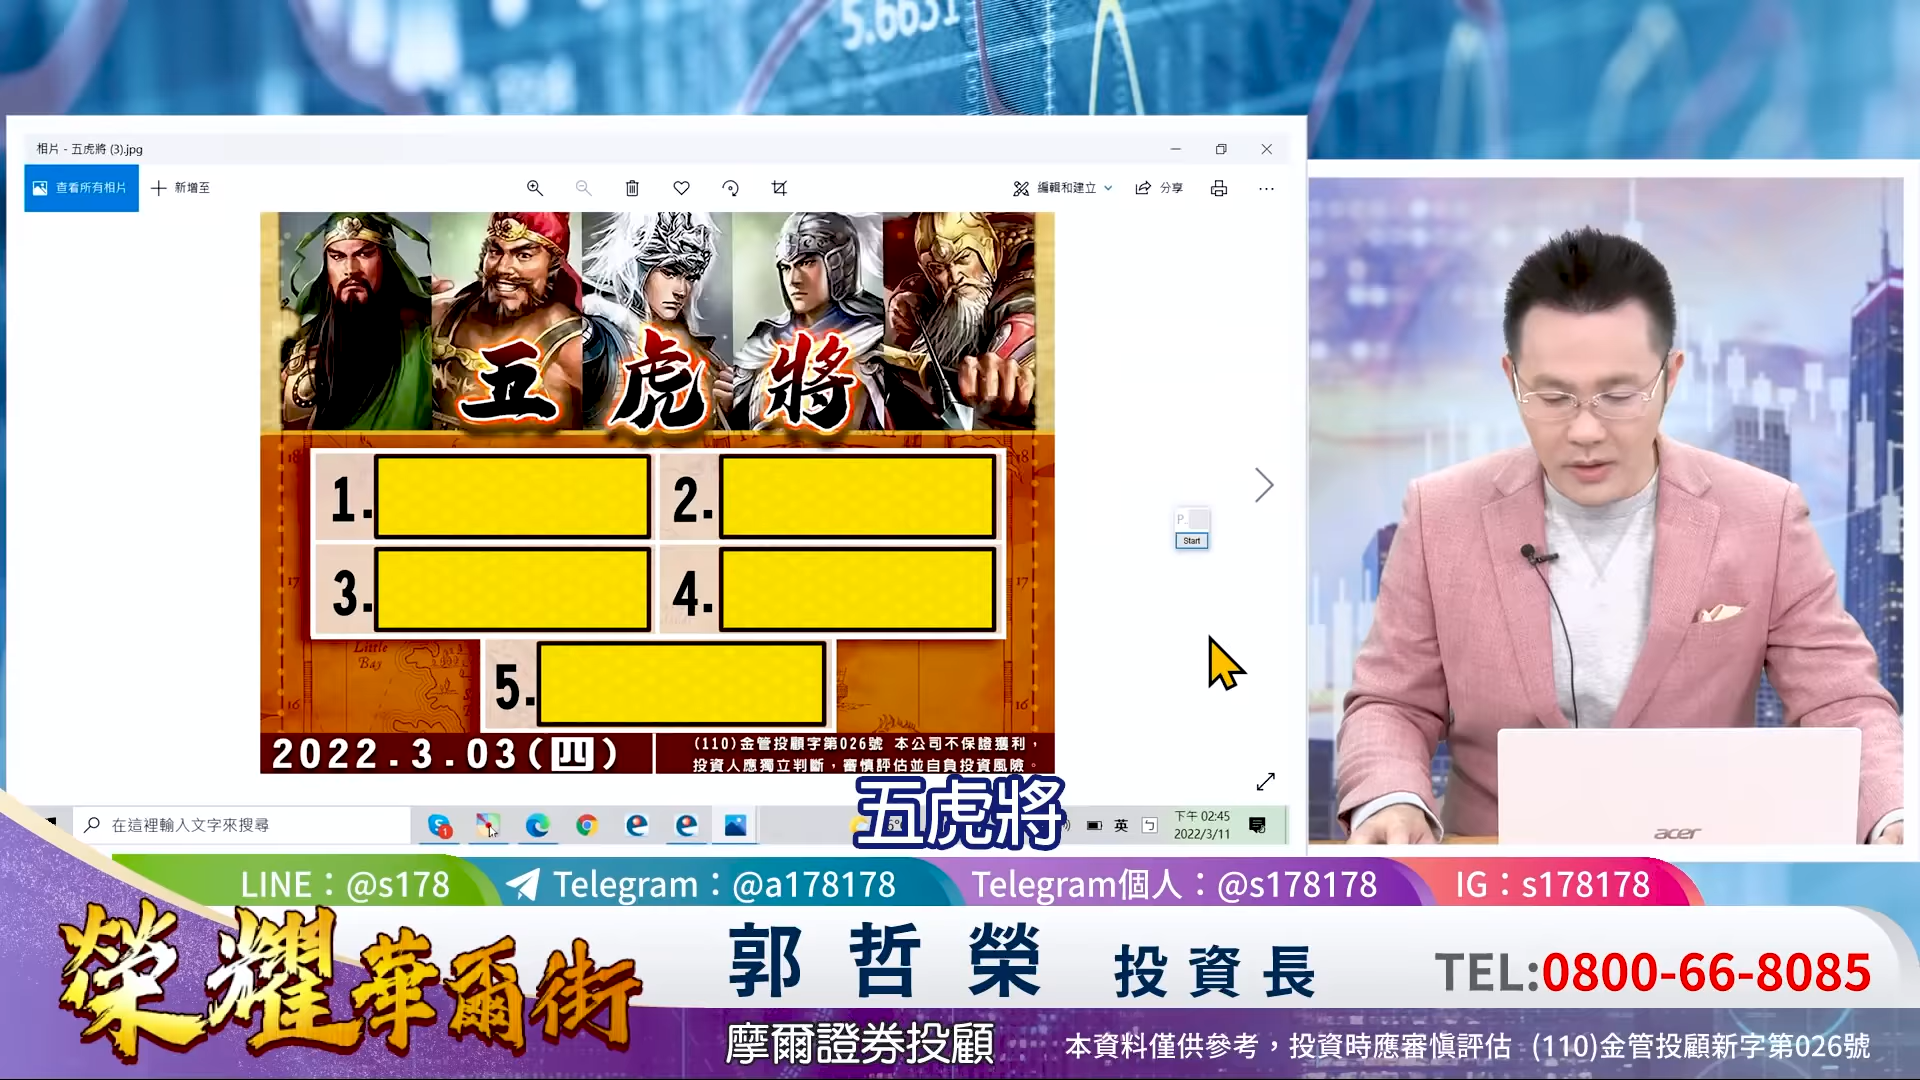 5.6651
相片 - 五虎將 (3).jpg
查看所有相片
新增至
編輯和建立
分享
五虎將
1.
2.
3.
4.
5.
18
18
17
17
16
16
Little
Bay
2022.3.03(四)
(110)金管投顧字第026號 本公司不保證獲利，
投資人應獨立判斷，審慎評估並自負投資風險。
P.
Start
五虎將
在這裡輸入文字來搜尋
1
英
下午 02:45
2022/3/11
acer
LINE：@s178
Telegram：@a178178
Telegram個人：@s178178
IG：s178178
榮耀華爾街
郭哲榮 投資長
TEL:0800-66-8085
摩爾證券投顧
本資料僅供參考，投資時應審慎評估 (110)金管投顧新字第026號